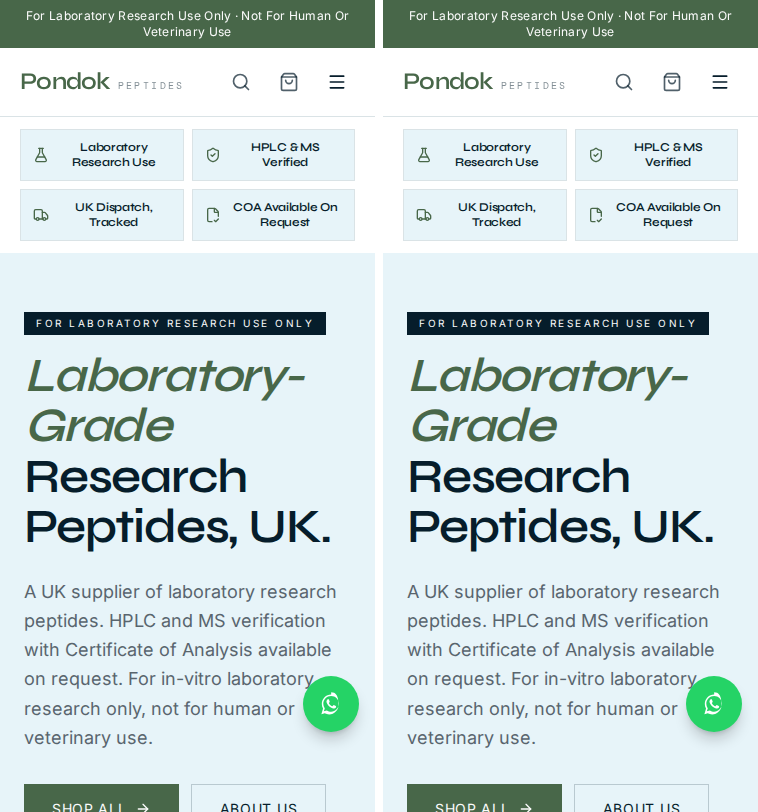 For Laboratory Research Use Only · Not For Human Or
Veterinary Use
Pondok PEPTIDES
Laboratory
Research Use
HPLC & MS
Verified
UK Dispatch,
Tracked
COA Available On
Request
FOR LABORATORY RESEARCH USE ONLY
Laboratory-
Grade
Research
Peptides, UK.
A UK supplier of laboratory research
peptides. HPLC and MS verification
with Certificate of Analysis available
on request. For in-vitro laboratory
research only, not for human or
veterinary use.
SHOP ALL →
ABOUT US
For Laboratory Research Use Only · Not For Human Or
Veterinary Use
Pondok PEPTIDES
Laboratory
Research Use
HPLC & MS
Verified
UK Dispatch,
Tracked
COA Available On
Request
FOR LABORATORY RESEARCH USE ONLY
Laboratory-
Grade
Research
Peptides, UK.
A UK supplier of laboratory research
peptides. HPLC and MS verification
with Certificate of Analysis available
on request. For in-vitro laboratory
research only, not for human or
veterinary use.
SHOP ALL →
ABOUT US